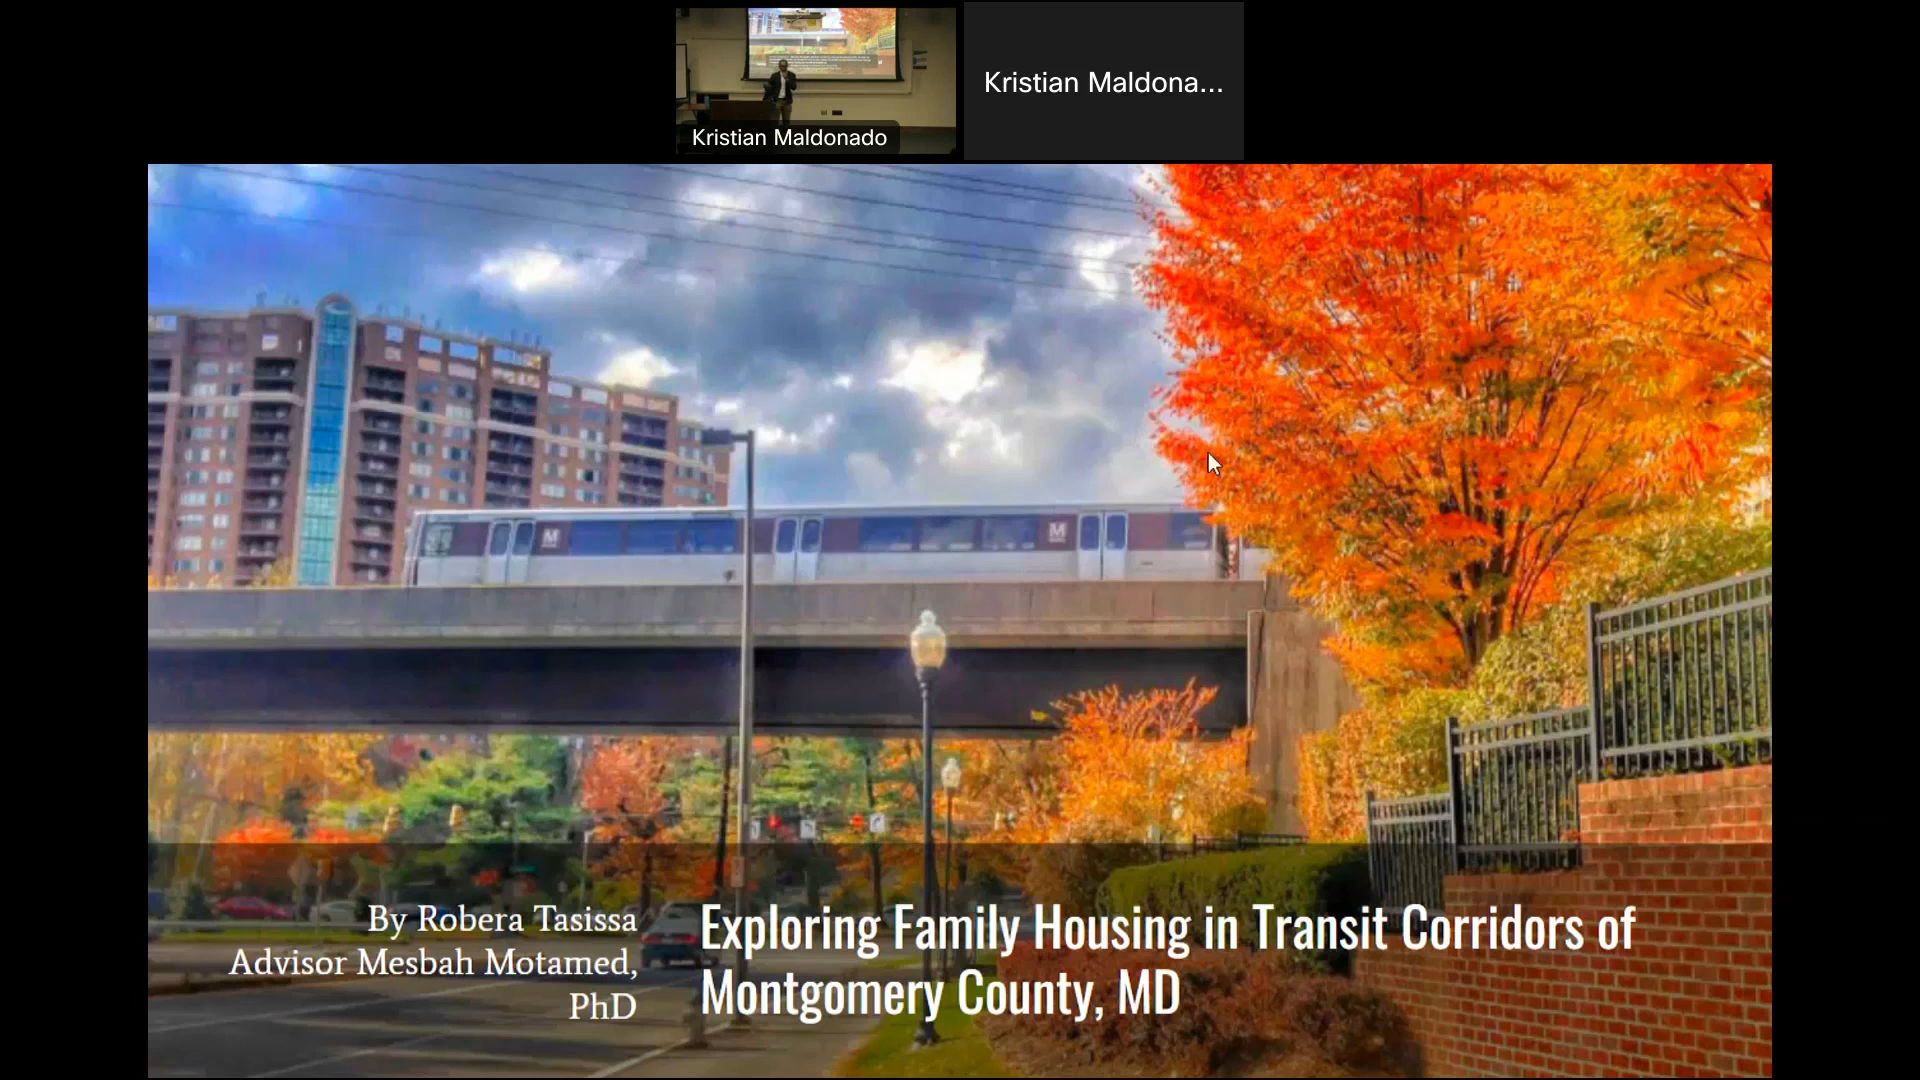 Kristian Maldonado
Kristian Maldona...
M
M
By Robera Tasissa
Advisor Mesbah Motamed,
PhD
Exploring Family Housing in Transit Corridors of
Montgomery County, MD